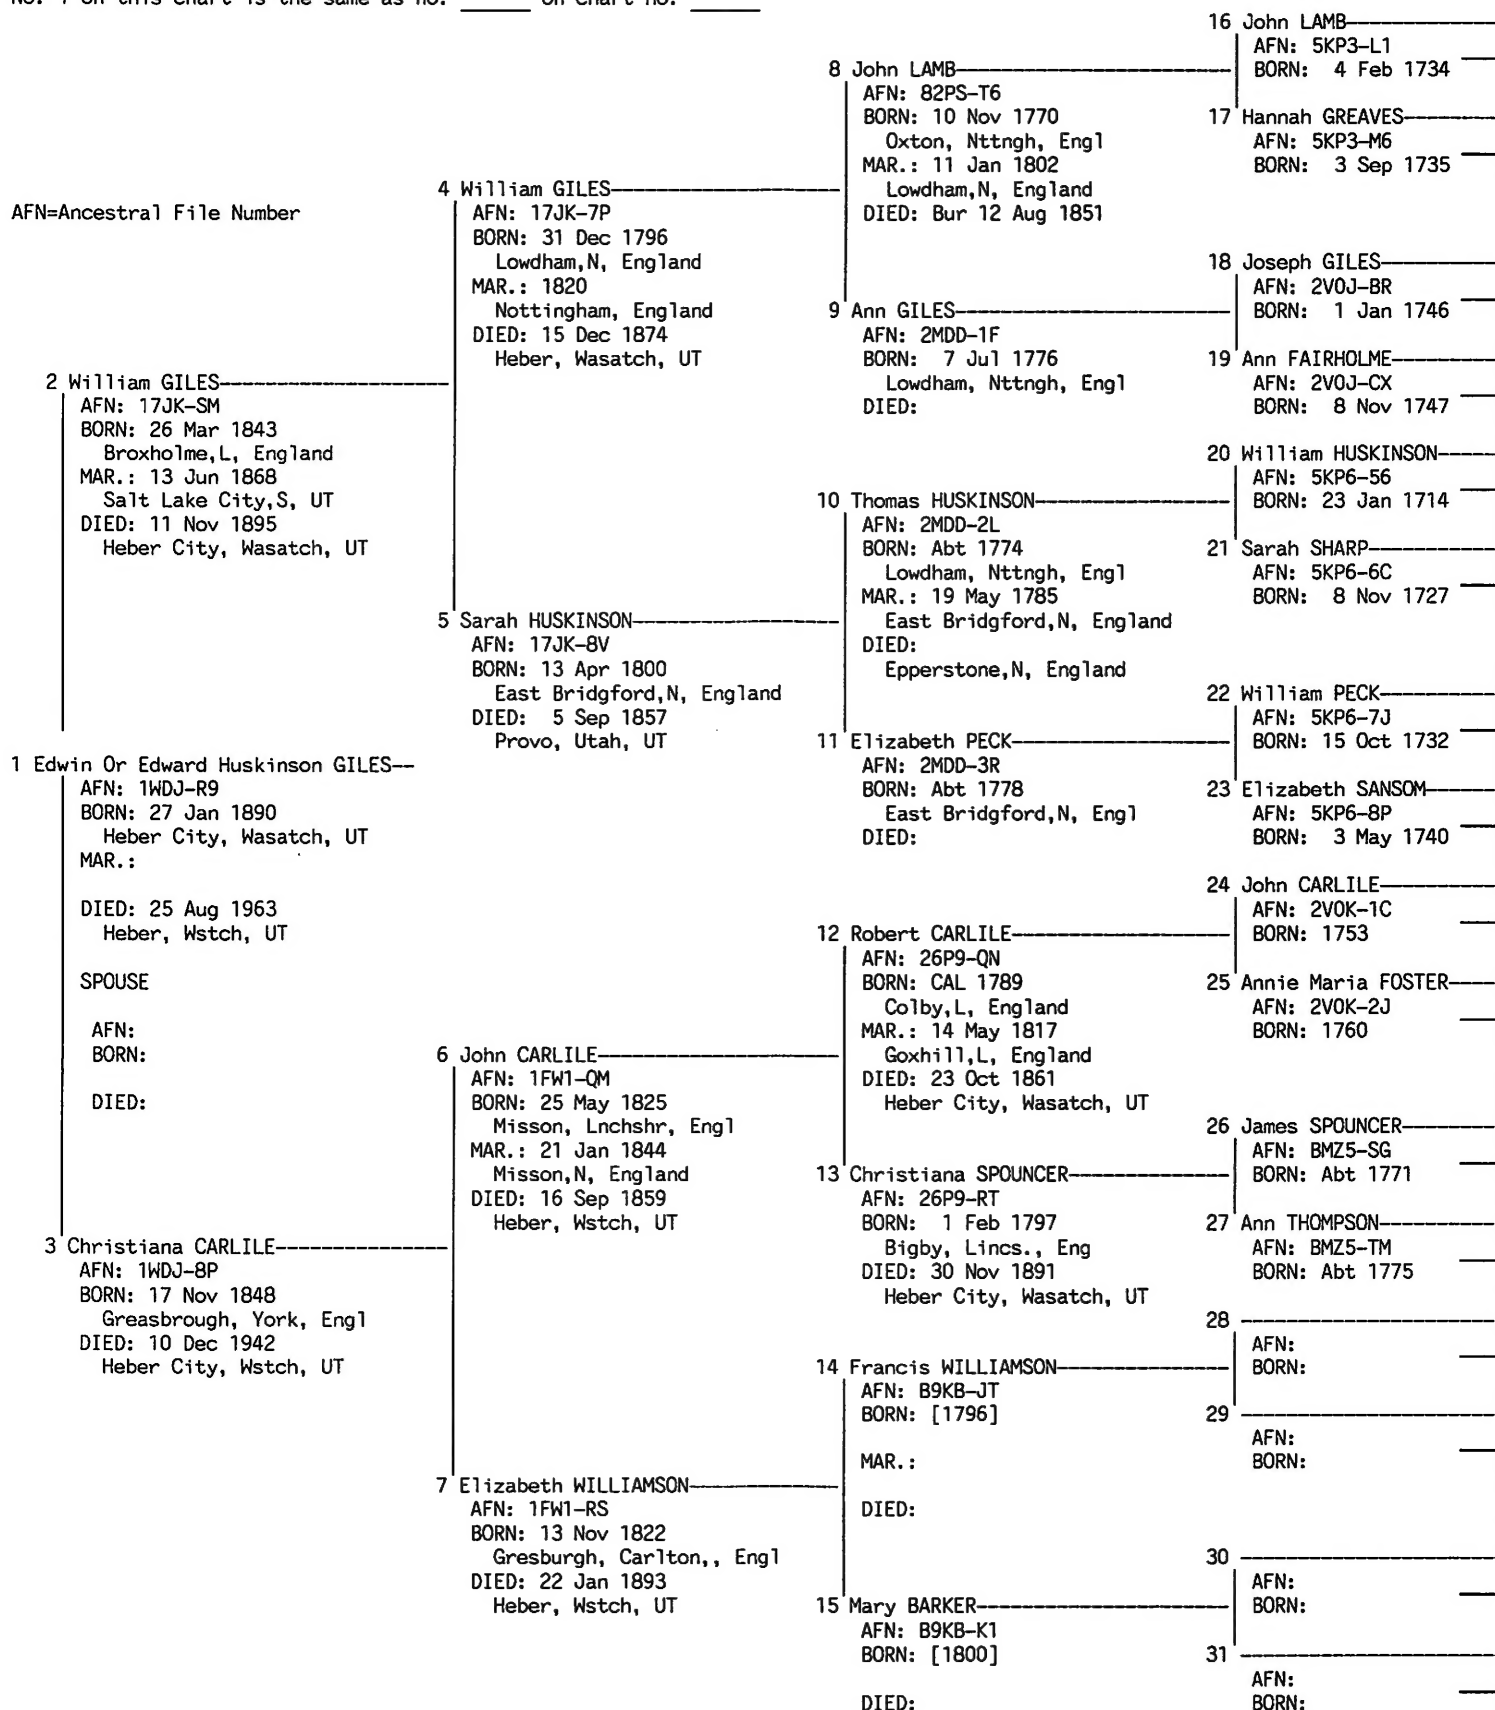 No. 1 on this chart is the same as no. ______ on chart no. ______
AFN=Ancestral File Number
1 Edwin Or Edward Huskinson GILES
AFN: 1WDJ-R9
BORN: 27 Jan 1890
Heber City, Wasatch, UT
MAR.:
DIED: 25 Aug 1963
Heber, Wstch, UT
SPOUSE
AFN:
BORN:
DIED:
2 William GILES
AFN: 17JK-SM
BORN: 26 Mar 1843
Broxholme,L, England
MAR.: 13 Jun 1868
Salt Lake City,S, UT
DIED: 11 Nov 1895
Heber City, Wasatch, UT
3 Christiana CARLILE
AFN: 1WDJ-8P
BORN: 17 Nov 1848
Greasbrough, York, Engl
DIED: 10 Dec 1942
Heber City, Wstch, UT
4 William GILES
AFN: 17JK-7P
BORN: 31 Dec 1796
Lowdham,N, England
MAR.: 1820
Nottingham, England
DIED: 15 Dec 1874
Heber, Wasatch, UT
5 Sarah HUSKINSON
AFN: 17JK-8V
BORN: 13 Apr 1800
East Bridgford,N, England
DIED: 5 Sep 1857
Provo, Utah, UT
6 John CARLILE
AFN: 1FW1-QM
BORN: 25 May 1825
Misson, Lnchshr, Engl
MAR.: 21 Jan 1844
Misson,N, England
DIED: 16 Sep 1859
Heber, Wstch, UT
7 Elizabeth WILLIAMSON
AFN: 1FW1-RS
BORN: 13 Nov 1822
Gresburgh, Carlton,, Engl
DIED: 22 Jan 1893
Heber, Wstch, UT
8 John LAMB
AFN: 82PS-T6
BORN: 10 Nov 1770
Oxton, Nttngh, Engl
MAR.: 11 Jan 1802
Lowdham,N, England
DIED: Bur 12 Aug 1851
9 Ann GILES
AFN: 2MDD-1F
BORN: 7 Jul 1776
Lowdham, Nttngh, Engl
DIED:
10 Thomas HUSKINSON
AFN: 2MDD-2L
BORN: Abt 1774
Lowdham, Nttngh, Engl
MAR.: 19 May 1785
East Bridgford,N, England
DIED:
Epperstone,N, England
11 Elizabeth PECK
AFN: 2MDD-3R
BORN: Abt 1778
East Bridgford,N, Engl
DIED:
12 Robert CARLILE
AFN: 26P9-QN
BORN: CAL 1789
Colby,L, England
MAR.: 14 May 1817
Goxhill,L, England
DIED: 23 Oct 1861
Heber City, Wasatch, UT
13 Christiana SPOUNCER
AFN: 26P9-RT
BORN: 1 Feb 1797
Bigby, Lincs., Eng
DIED: 30 Nov 1891
Heber City, Wasatch, UT
14 Francis WILLIAMSON
AFN: B9KB-JT
BORN: [1796]
MAR.:
DIED:
15 Mary BARKER
AFN: B9KB-K1
BORN: [1800]
DIED:
16 John LAMB
AFN: 5KP3-L1
BORN: 4 Feb 1734
17 Hannah GREAVES
AFN: 5KP3-M6
BORN: 3 Sep 1735
18 Joseph GILES
AFN: 2V0J-BR
BORN: 1 Jan 1746
19 Ann FAIRHOLME
AFN: 2V0J-CX
BORN: 8 Nov 1747
20 William HUSKINSON
AFN: 5KP6-56
BORN: 23 Jan 1714
21 Sarah SHARP
AFN: 5KP6-6C
BORN: 8 Nov 1727
22 William PECK
AFN: 5KP6-7J
BORN: 15 Oct 1732
23 Elizabeth SANSOM
AFN: 5KP6-8P
BORN: 3 May 1740
24 John CARLILE
AFN: 2V0K-1C
BORN: 1753
25 Annie Maria FOSTER
AFN: 2V0K-2J
BORN: 1760
26 James SPOUNCER
AFN: BMZ5-SG
BORN: Abt 1771
27 Ann THOMPSON
AFN: BMZ5-TM
BORN: Abt 1775
28
AFN:
BORN:
29
AFN:
BORN:
30
AFN:
BORN:
31
AFN:
BORN: